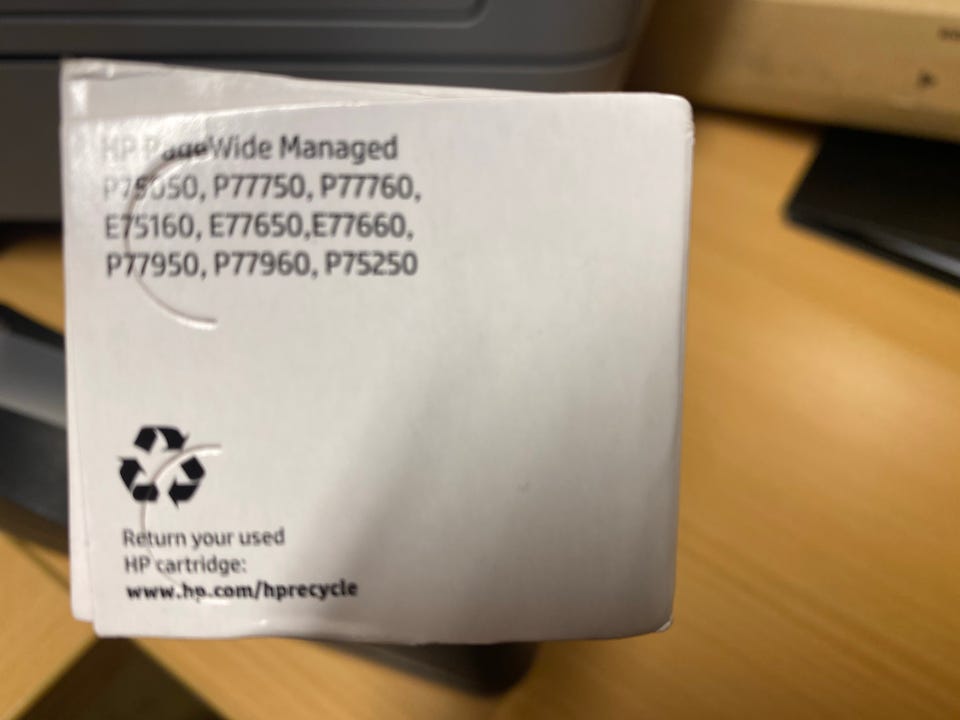 HP PageWide Managed
P75050, P77750, P77760,
E75160, E77650,E77660,
P77950, P77960, P75250
Return your used
HP cartridge:
www.hp.com/hprecycle